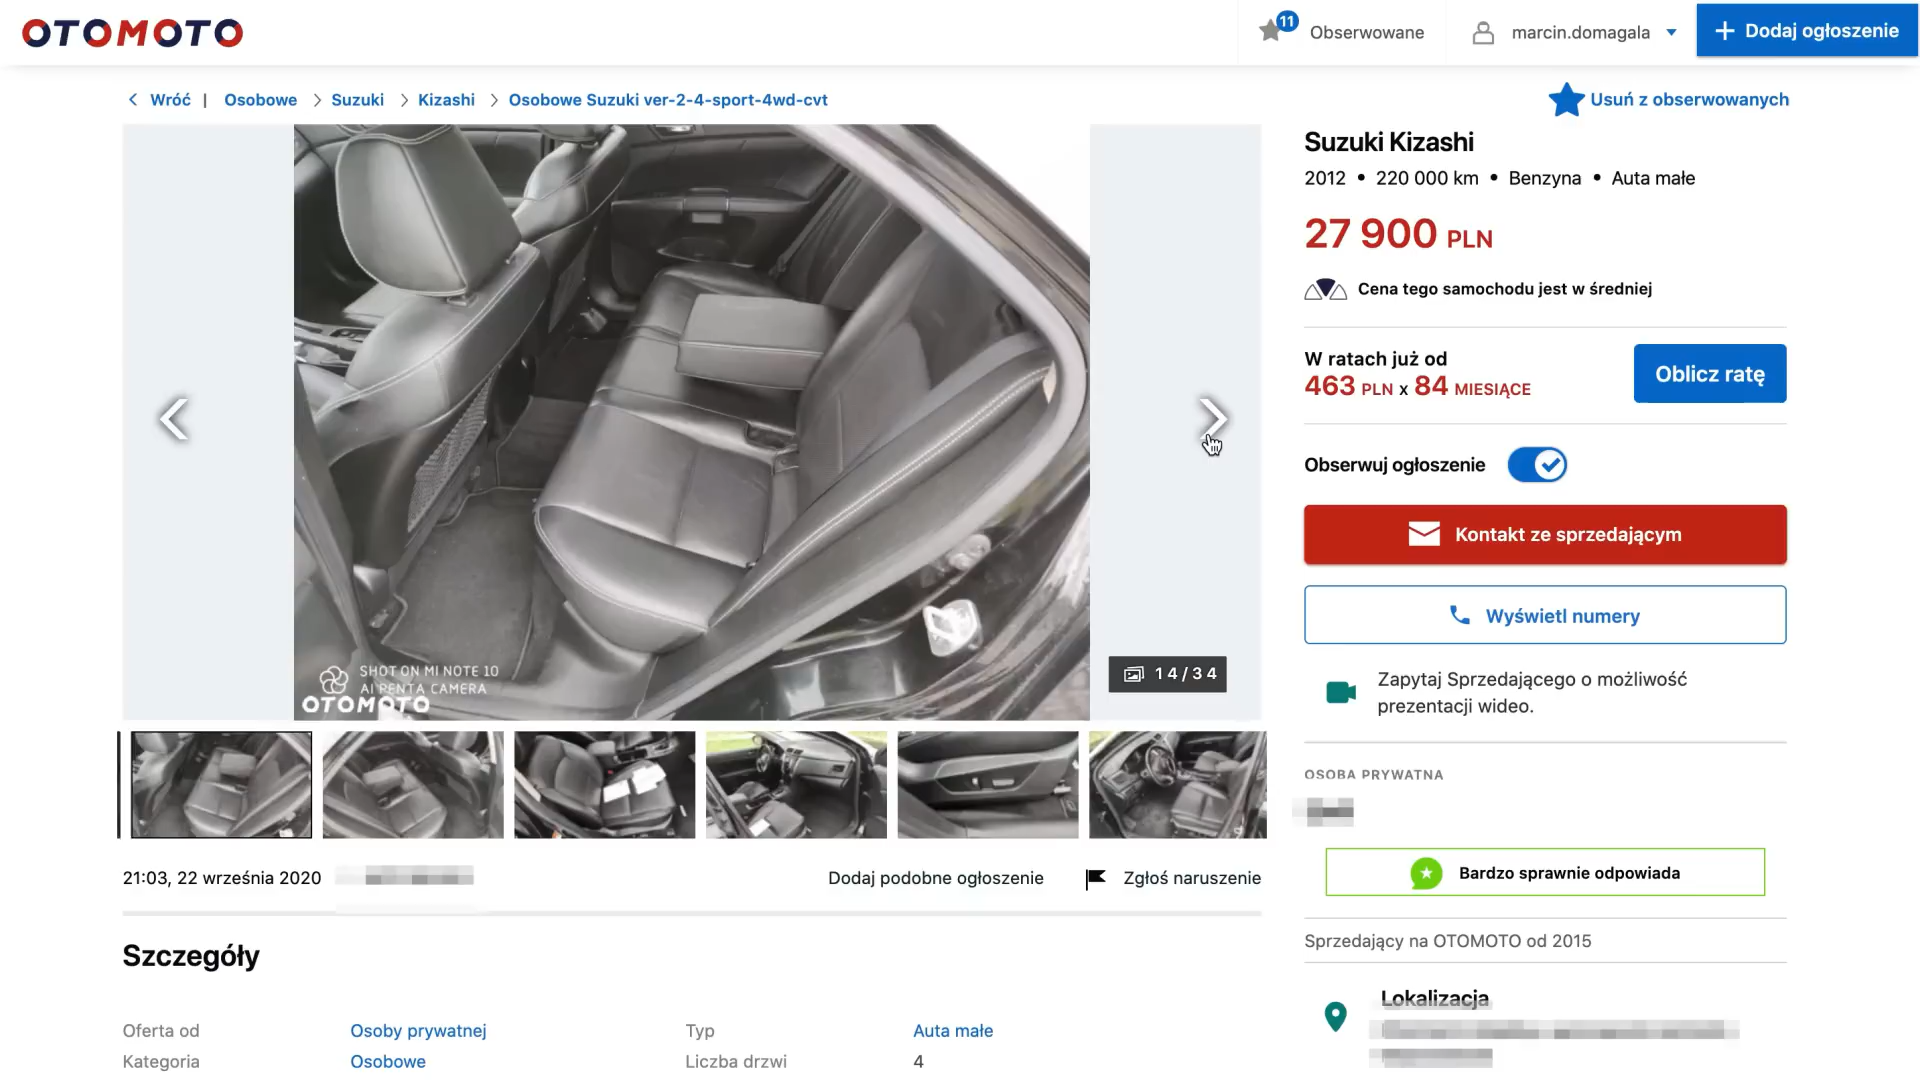 OTOMOTO
11
Obserwowane
marcin.domagala
Dodaj ogłoszenie
Wróć | Osobowe > Suzuki > Kizashi > Osobowe Suzuki ver-2-4-sport-4wd-cvt
Usuń z obserwowanych
Suzuki Kizashi
2012 • 220 000 km • Benzyna • Auta małe
27 900 PLN
Cena tego samochodu jest w średniej
W ratach już od
463 PLN x 84 MIESIĄCE
Oblicz ratę
Obserwuj ogłoszenie
Kontakt ze sprzedającym
Wyświetl numery
Zapytaj Sprzedającego o możliwość
prezentacji wideo.
OSOBA PRYWATNA
Bardzo sprawnie odpowiada
Sprzedający na OTOMOTO od 2015
Lokalizacja
SHOT ON MI NOTE 10
AI PENTA CAMERA
OTOMOTO
14/34
21:03, 22 września 2020
Dodaj podobne ogłoszenie
Zgłoś naruszenie
Szczegóły
Oferta od Osoby prywatnej Typ Auta małe
Kategoria Osobowe Liczba drzwi 4